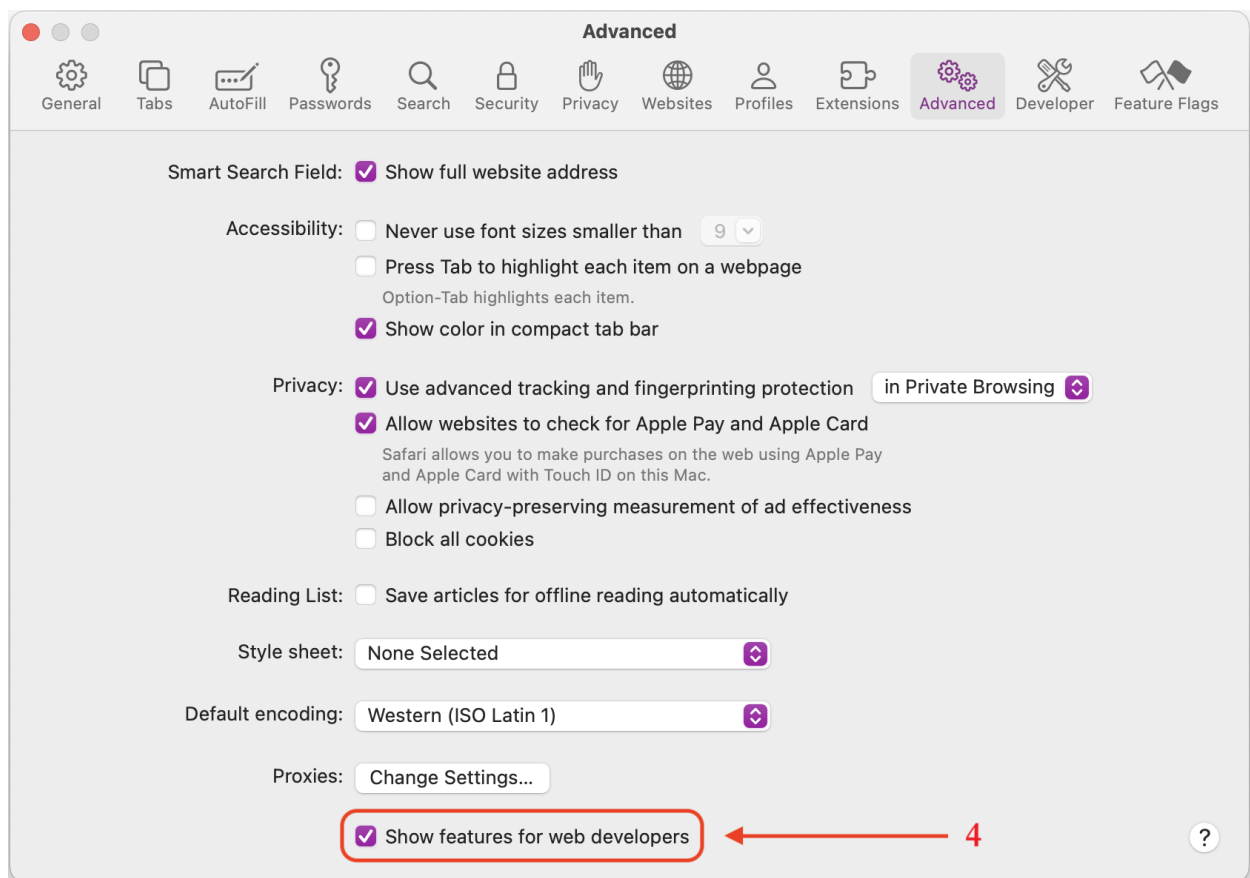 Advanced
General Tabs AutoFill Passwords Search Security Privacy Websites Profiles Extensions Advanced Developer Feature Flags
Smart Search Field: Show full website address
Accessibility: Never use font sizes smaller than 9
Press Tab to highlight each item on a webpage
Option-Tab highlights each item.
Show color in compact tab bar
Privacy: Use advanced tracking and fingerprinting protection in Private Browsing
Allow websites to check for Apple Pay and Apple Card
Safari allows you to make purchases on the web using Apple Pay
and Apple Card with Touch ID on this Mac.
Allow privacy-preserving measurement of ad effectiveness
Block all cookies
Reading List: Save articles for offline reading automatically
Style sheet: None Selected
Default encoding: Western (ISO Latin 1)
Proxies: Change Settings...
Show features for web developers 4 ?